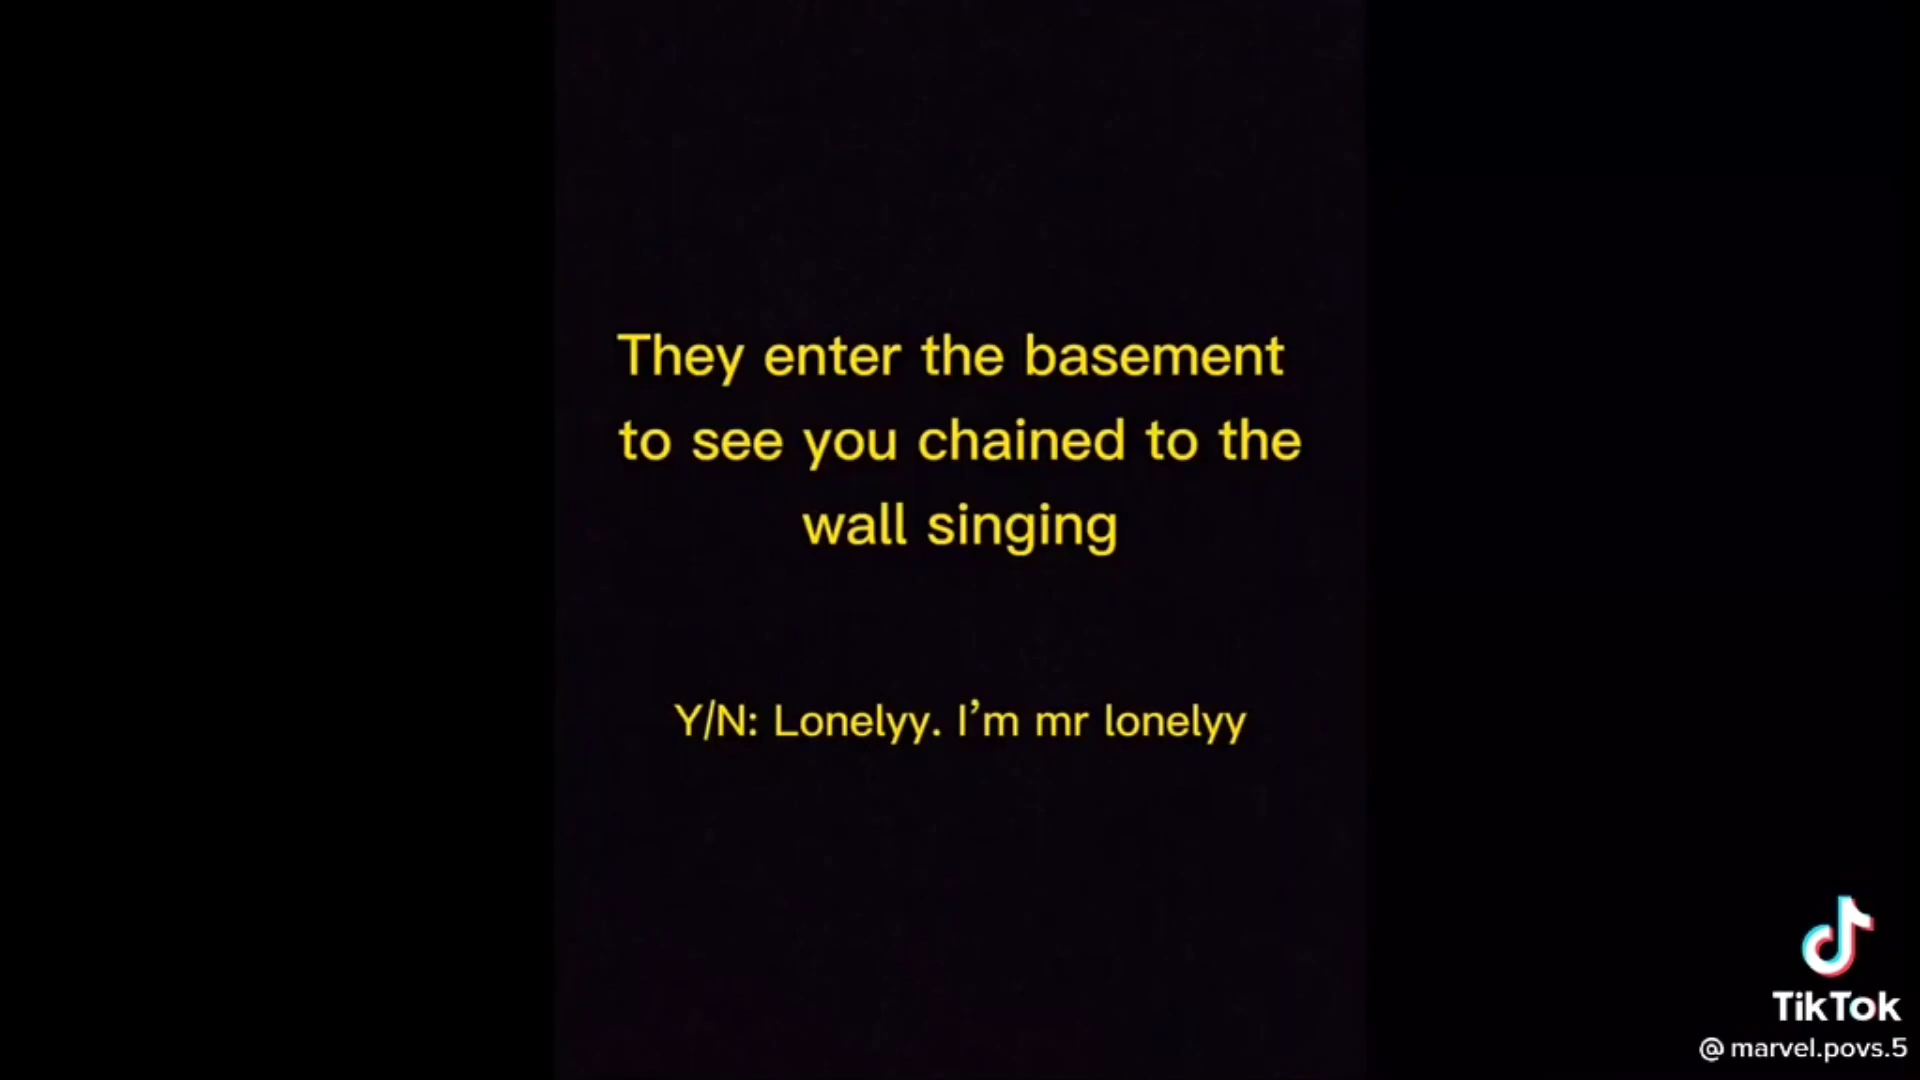 They enter the basement
to see you chained to the
wall singing
Y/N: Lonelyy. I’m mr lonelyy
TikTok
@marvel.povs.5